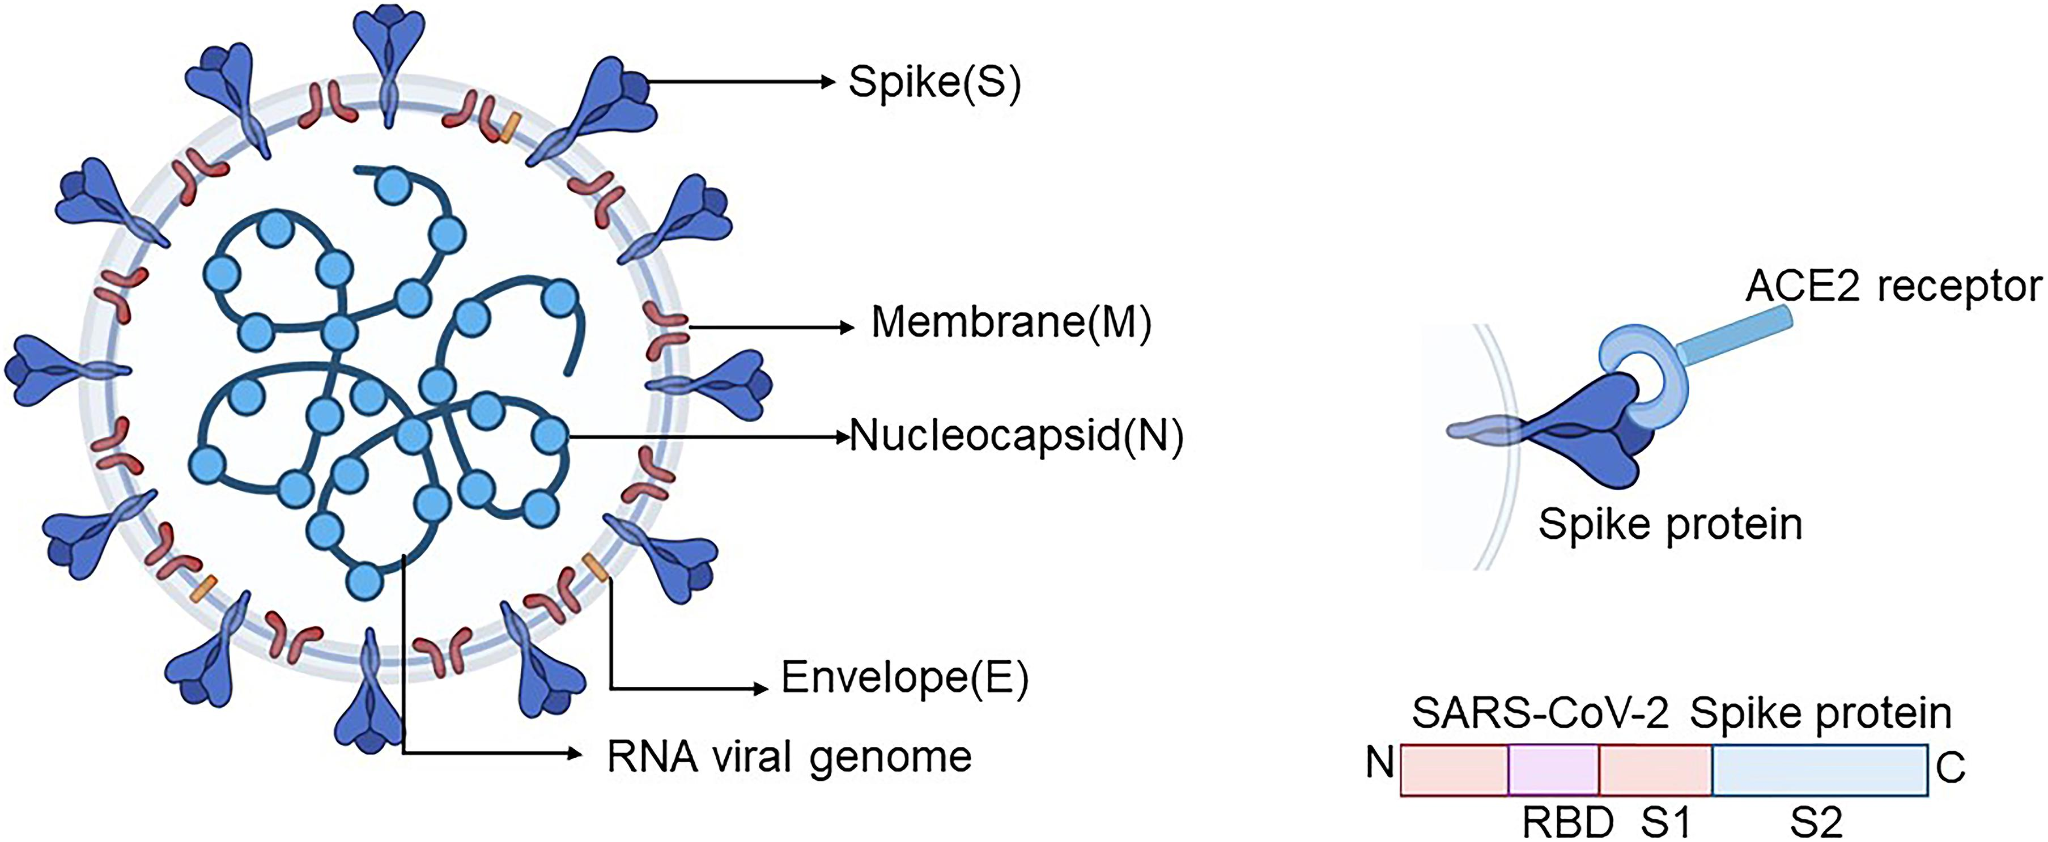 Spike(S)
Membrane(M)
Nucleocapsid(N)
Envelope(E)
RNA viral genome
ACE2 receptor
Spike protein
SARS-CoV-2 Spike protein
N
C
RBD S1 S2